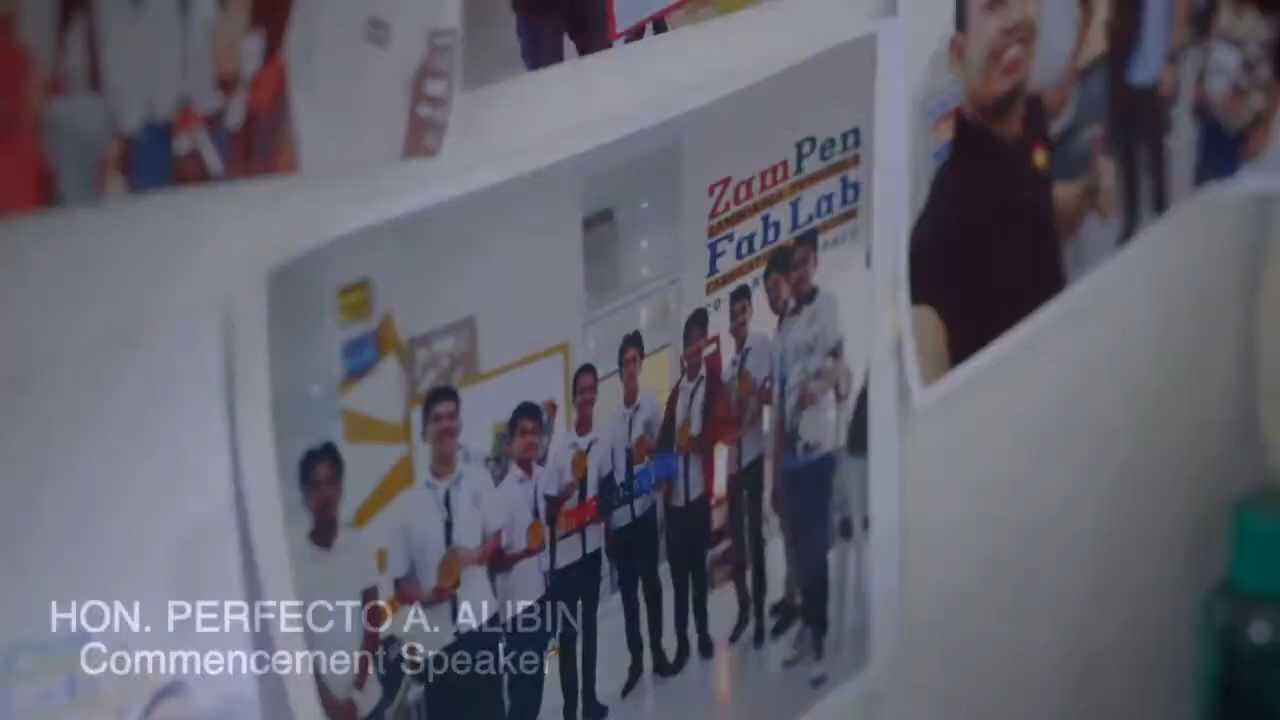 ZamPen
Fab Lab
HON. PERFECTO A. ALIBIN
Commencement Speaker